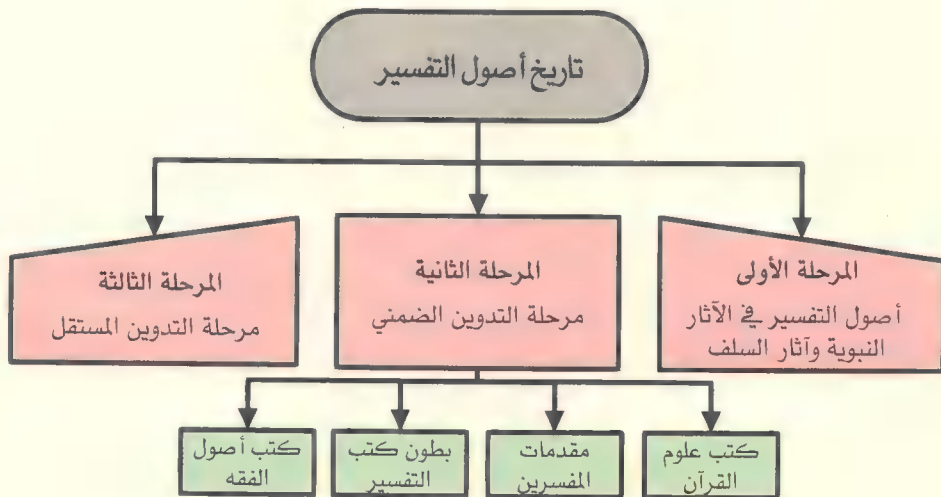 تاريخ أصول التفسير
المرحلة الأولى
أصول التفسير في الآثار
النبوية وآثار السلف
المرحلة الثانية
مرحلة التدوين الضمني
المرحلة الثالثة
مرحلة التدوين المستقل
كتب علوم
القرآن
مقدمات
المفسرين
بطون كتب
التفسير
كتب أصول
الفقه